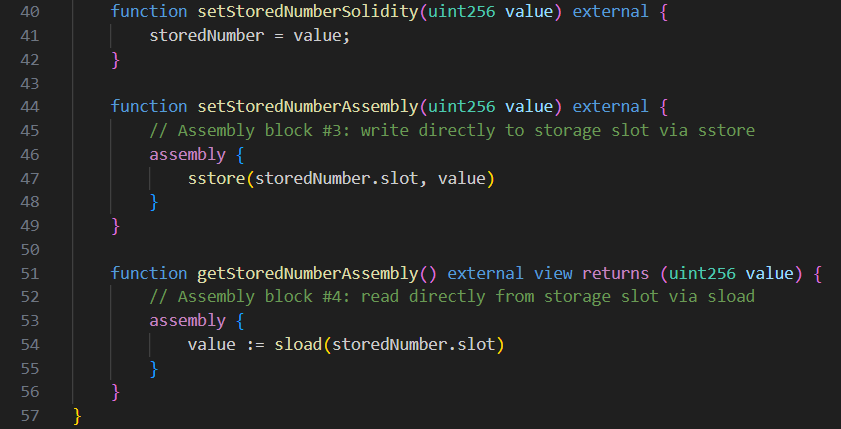 40 function setStoredNumberSolidity(uint256 value) external {
41 storedNumber = value;
42 }
43
44 function setStoredNumberAssembly(uint256 value) external {
45 // Assembly block #3: write directly to storage slot via sstore
46 assembly {
47 sstore(storedNumber.slot, value)
48 }
49 }
50
51 function getStoredNumberAssembly() external view returns (uint256 value) {
52 // Assembly block #4: read directly from storage slot via sload
53 assembly {
54 value := sload(storedNumber.slot)
55 }
56 }
57 }